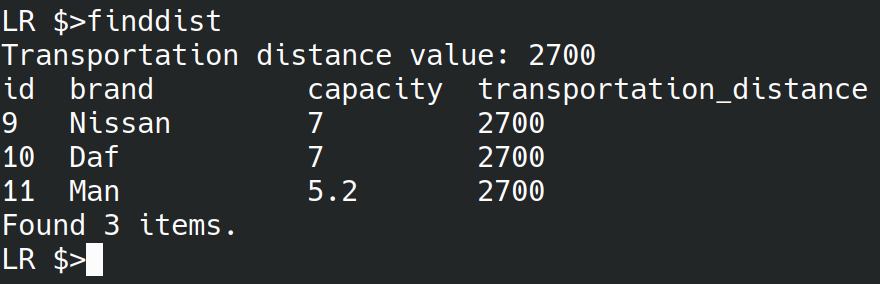 LR $>finddist
Transportation distance value: 2700
id  brand         capacity  transportation_distance
9   Nissan        7         2700
10  Daf           7         2700
11  Man           5.2       2700
Found 3 items.
LR $>